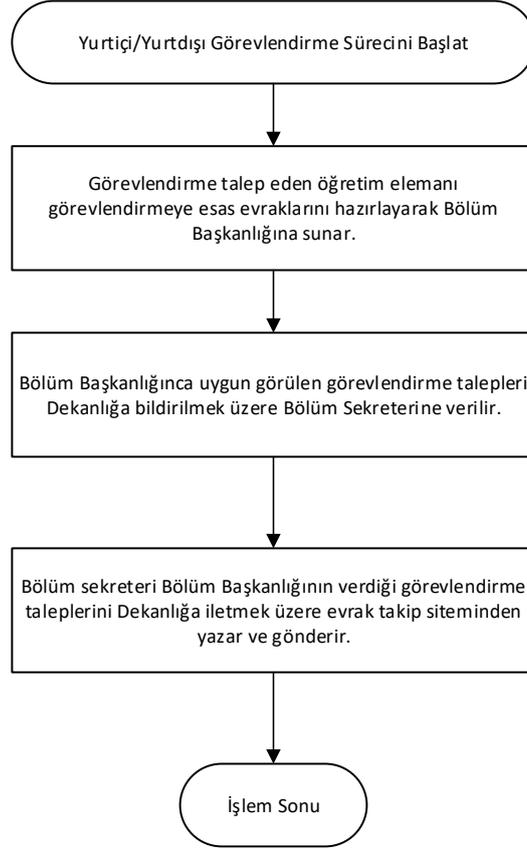 Yurtiçi/Yurtdışı Görevlendirme Sürecini Başlat
Görevlendirme talep eden öğretim elemanı
görevlendirmeye esas evraklarını hazırlayarak Bölüm
Başkanlığına sunar.
Bölüm Başkanlığınca uygun görülen görevlendirme talepleri
Dekanlığa bildirilmek üzere Bölüm Sekreterine verilir.
Bölüm sekreteri Bölüm Başkanlığının verdiği görevlendirme
taleplerini Dekanlığa iletmek üzere evrak takip siteminden
yazar ve gönderir.
İşlem Sonu